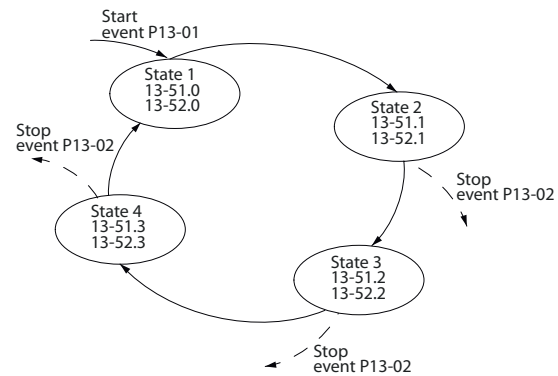 Start
event P13-01
State 1
13-51.0
13-52.0
State 2
13-51.1
13-52.1
Stop
event P13-02
Stop
event P13-02
State 4
13-51.3
13-52.3
State 3
13-51.2
13-52.2
Stop
event P13-02